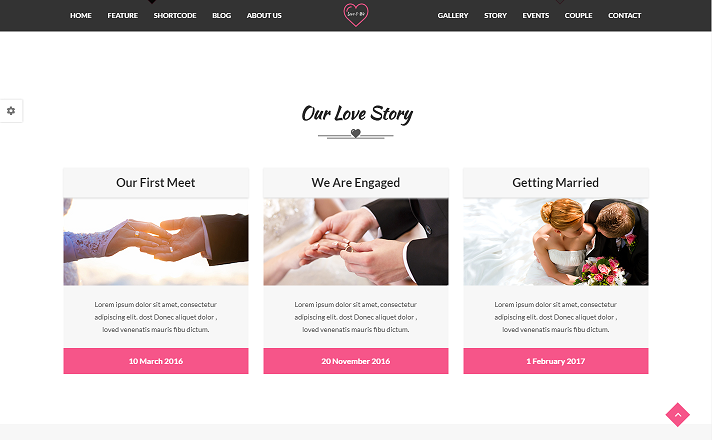 HOME FEATURE SHORTCODE BLOG ABOUT US GALLERY STORY EVENTS COUPLE CONTACT
Our Love Story
Our First Meet
Lorem ipsum dolor sit amet, consectetur
adipiscing elit. dost Donec aliquet dolor ,
loved venenatis mauris fibu dictum.
10 March 2016
We Are Engaged
Lorem ipsum dolor sit amet, consectetur
adipiscing elit. dost Donec aliquet dolor ,
loved venenatis mauris fibu dictum.
20 November 2016
Getting Married
Lorem ipsum dolor sit amet, consectetur
adipiscing elit. dost Donec aliquet dolor ,
loved venenatis mauris fibu dictum.
1 February 2017